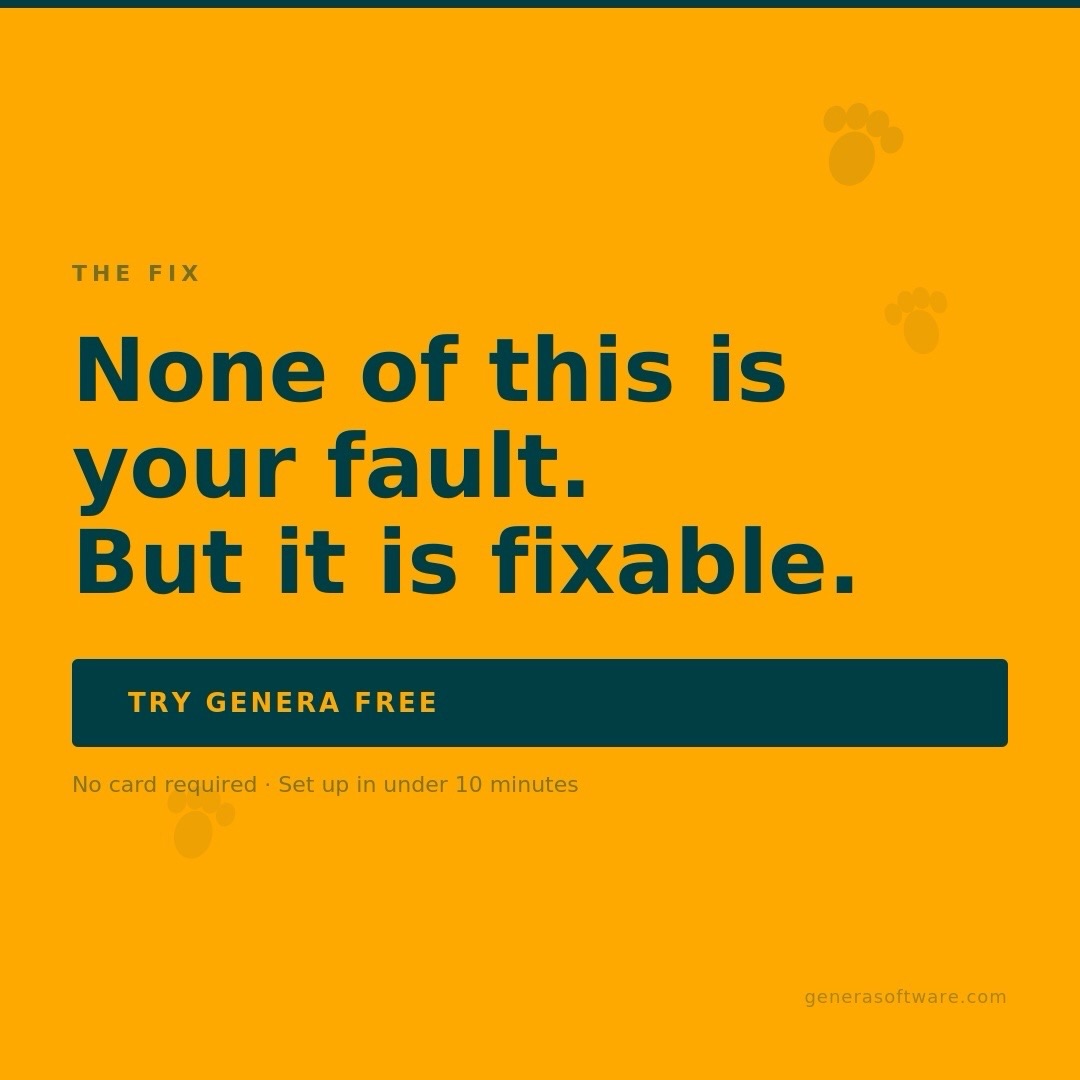 THE FIX
None of this is
your fault.
But it is fixable.
TRY GENERA FREE
No card required · Set up in under 10 minutes
generasoftware.com